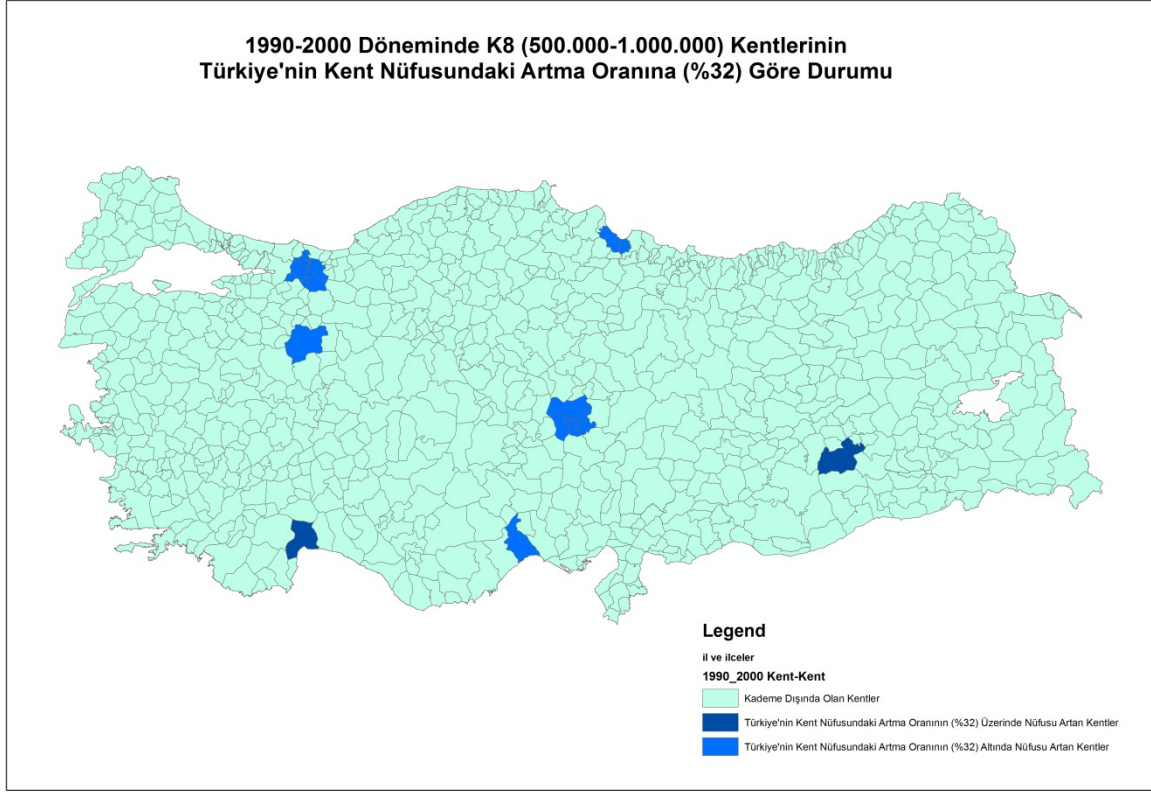 1990-2000 Döneminde K8 (500.000-1.000.000) Kentlerinin
Türkiye'nin Kent Nüfusundaki Artma Oranına (%32) Göre Durumu
Legend
il ve ilceler
1990_2000 Kent-Kent
Kademe Dışında Olan Kentler
Türkiye'nin Kent Nüfusundaki Artma Oranının (%32) Üzerinde Nüfusu Artan Kentler
Türkiye'nin Kent Nüfusundaki Artma Oranının (%32) Altında Nüfusu Artan Kentler